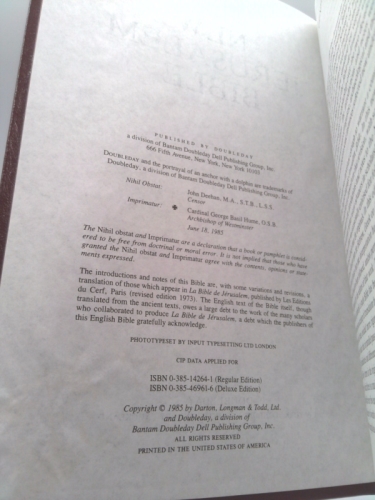 PUBLISHED BY DOUBLEDAY
a division of Bantam Doubleday Dell Publishing Group, Inc.
666 Fifth Avenue, New York, New York 10103
DOUBLEDAY and the portrayal of an anchor with a dolphin are trademarks of
Doubleday, a division of Bantam Doubleday Dell Publishing Group, Inc.
Nihil Obstat: John Deehan, M.A., S.T.B., L.S.S.
Censor
Imprimatur: ◆ Cardinal George Basil Hume, O.S.B.
Archbishop of Westminster
June 18, 1985
The Nihil obstat and Imprimatur are a declaration that a book or pamphlet is consid-
ered to be free from doctrinal or moral error. It is not implied that those who have
granted the Nihil obstat and Imprimatur agree with the contents, opinions or state-
ments expressed.
The introductions and notes of this Bible are, with some variations and revisions, a
translation of those which appear in La Bible de Jérusalem, published by Les Editions
du Cerf, Paris (revised edition 1973). The English text of the Bible itself, though
translated from the ancient texts, owes a large debt to the work of the many scholars
who collaborated to produce La Bible de Jérusalem, a debt which the publishers of
this English Bible gratefully acknowledge.
PHOTOTYPESET BY INPUT TYPESETTING LTD LONDON
CIP DATA APPLIED FOR
ISBN 0-385-14264-1 (Regular Edition)
ISBN 0-385-46961-6 (Deluxe Edition)
Copyright © 1985 by Darton, Longman & Todd, Ltd.
and Doubleday, a division of
Bantam Doubleday Dell Publishing Group, Inc.
ALL RIGHTS RESERVED
PRINTED IN THE UNITED STATES OF AMERICA